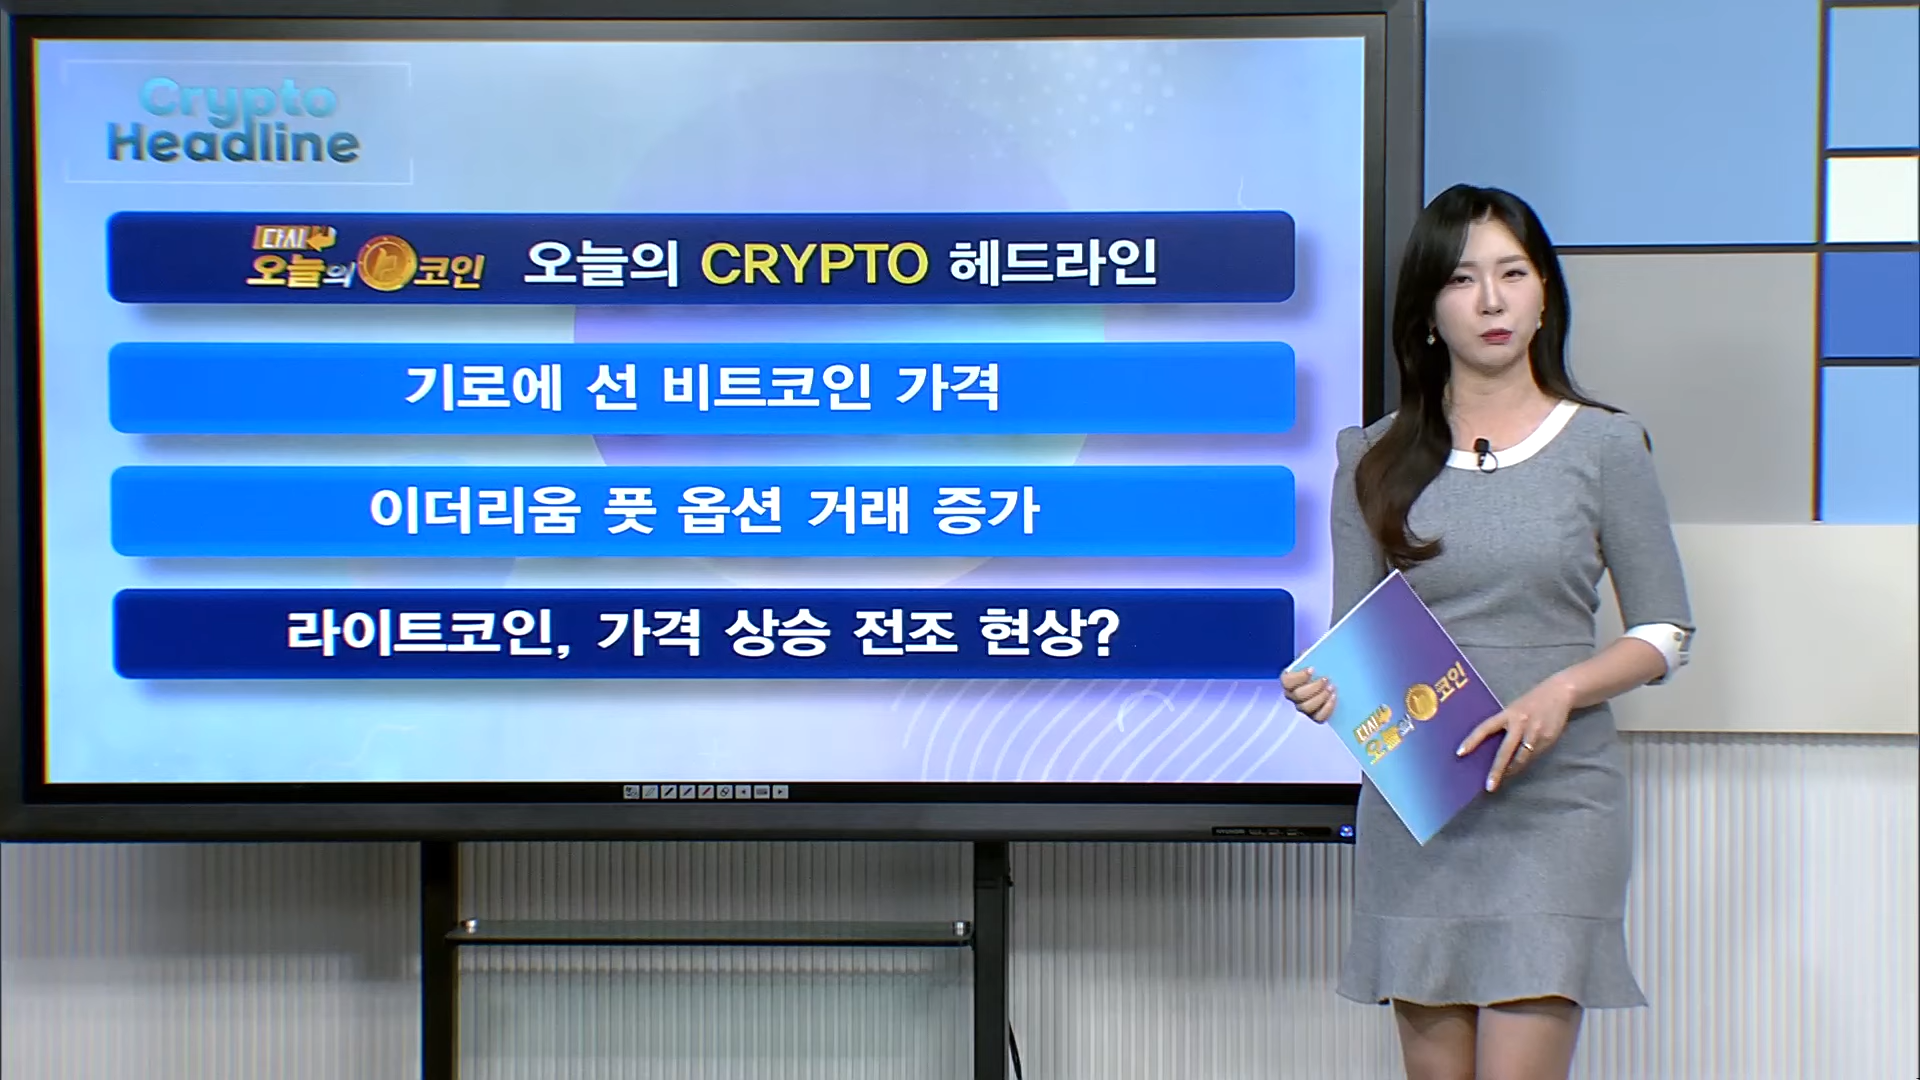 Crypto
Headline
다시
오늘의 코인 오늘의 CRYPTO 헤드라인
기로에 선 비트코인 가격
이더리움 풋 옵션 거래 증가
라이트코인, 가격 상승 전조 현상?
다시
오늘의 코인
HYUNDAI